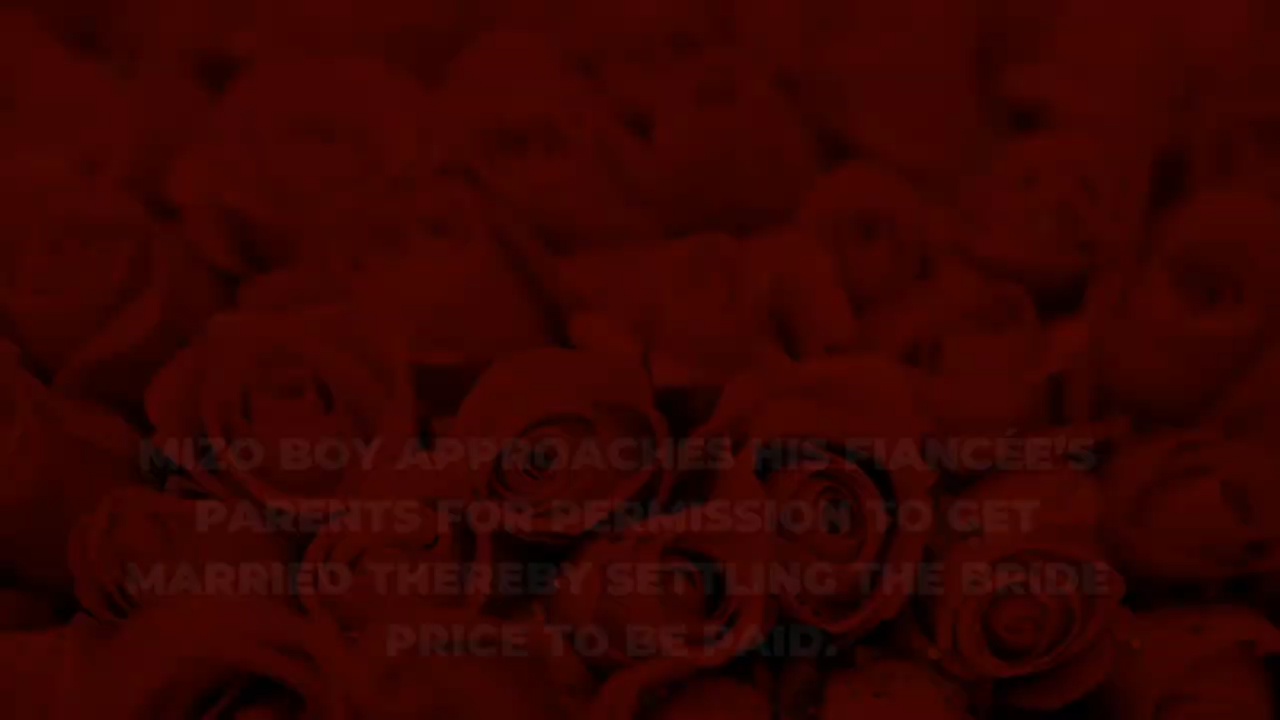 MIZO BOY APPROACHES HIS FIANCÉE'S
PARENTS FOR PERMISSION TO GET
MARRIED THEREBY SETTLING THE BRIDE
PRICE TO BE PAID.